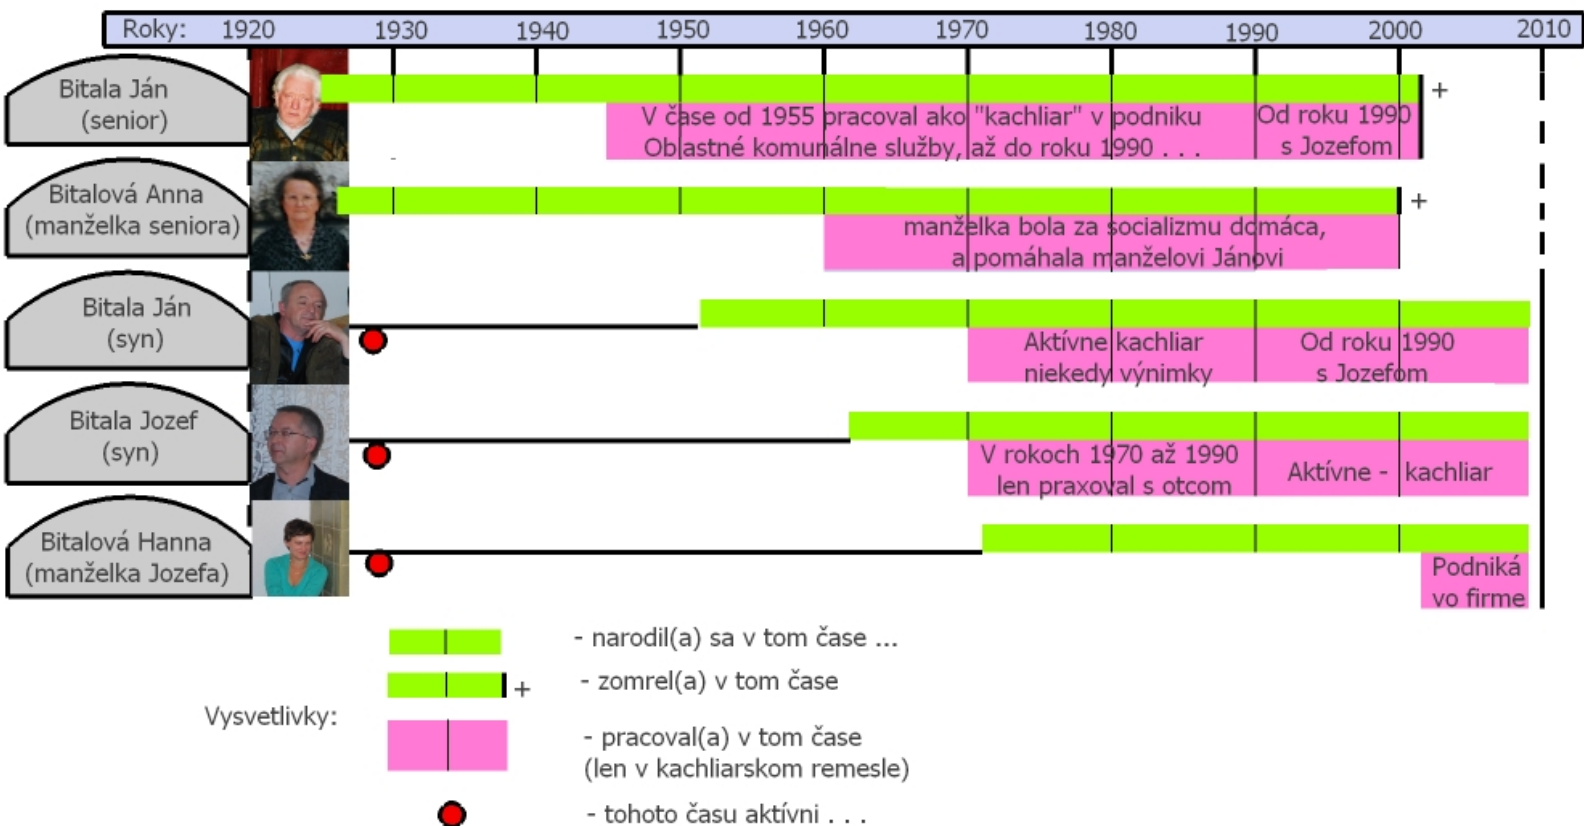 Roky: 1920 1930 1940 1950 1960 1970 1980 1990 2000 2010
Bitala Ján
(senior)
+
V čase od 1955 pracoval ako "kachliar" v podniku
Oblastné komunálne služby, až do roku 1990 . . .
Od roku 1990
s Jozefom
Bitalová Anna
(manželka seniora)
+
manželka bola za socializmu domáca,
a pomáhala manželovi Jánovi
Bitala Ján
(syn)
Aktívne kachliar
niekedy výnimky
Od roku 1990
s Jozefom
Bitala Jozef
(syn)
V rokoch 1970 až 1990
len praxoval s otcom
Aktívne - kachliar
Bitalová Hanna
(manželka Jozefa)
Podniká
vo firme
Vysvetlivky:
- narodil(a) sa v tom čase ...
+ - zomrel(a) v tom čase
- pracoval(a) v tom čase
(len v kachliarskom remesle)
- tohoto času aktívni . . .